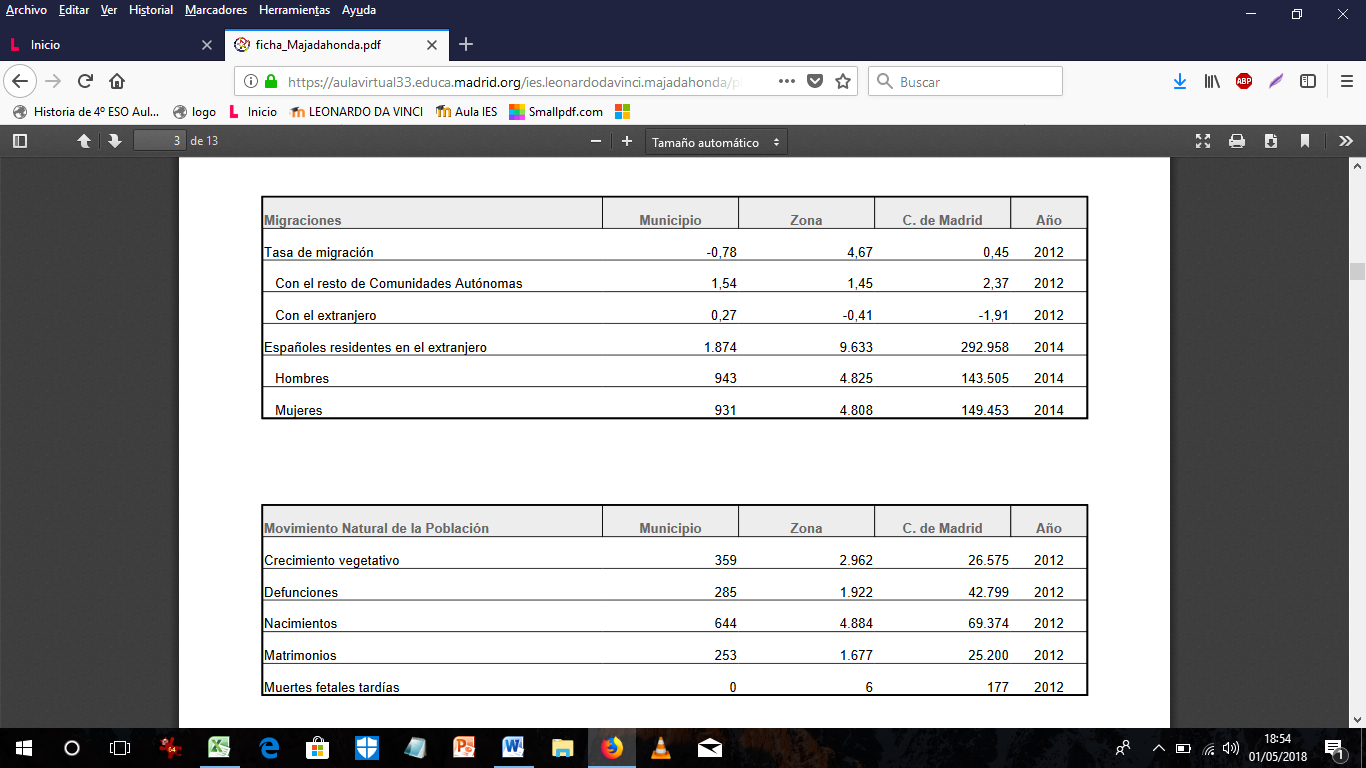 Archivo Editar Ver Historial Marcadores Herramientas Ayuda
Inicio ficha_Majadahonda.pdf
https://aulavirtual33.educa.madrid.org/ies.leonardodavinci.majadahonda/p Buscar
Historia de 4º ESO Aul... logo Inicio LEONARDO DA VINCI Aula IES Smallpdf.com
3 de 13 Tamaño automático
Migraciones Municipio Zona C. de Madrid Año
Tasa de migración -0,78 4,67 0,45 2012
Con el resto de Comunidades Autónomas 1,54 1,45 2,37 2012
Con el extranjero 0,27 -0,41 -1,91 2012
Españoles residentes en el extranjero 1.874 9.633 292.958 2014
Hombres 943 4.825 143.505 2014
Mujeres 931 4.808 149.453 2014
Movimiento Natural de la Población Municipio Zona C. de Madrid Año
Crecimiento vegetativo 359 2.962 26.575 2012
Defunciones 285 1.922 42.799 2012
Nacimientos 644 4.884 69.374 2012
Matrimonios 253 1.677 25.200 2012
Muertes fetales tardías 0 6 177 2012
18:54
01/05/2018